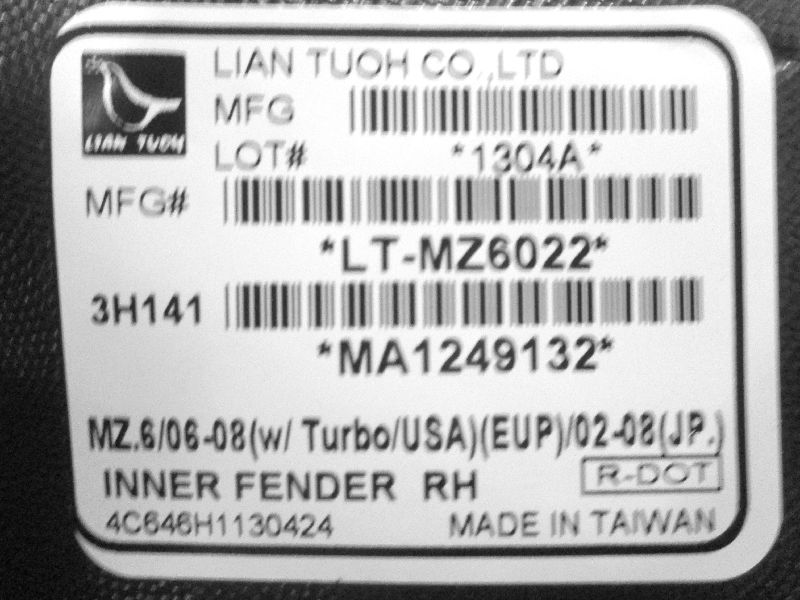 LIAN TUOH
LIAN TUOH CO.,LTD
MFG
LOT#
*1304A*
MFG#
*LT-MZ6022*
3H141
*MA1249132*
MZ.6/06-08(w/ Turbo/USA)(EUP)/02-08(JP.)
INNER FENDER RH
R-DOT
4C646H1130424
MADE IN TAIWAN